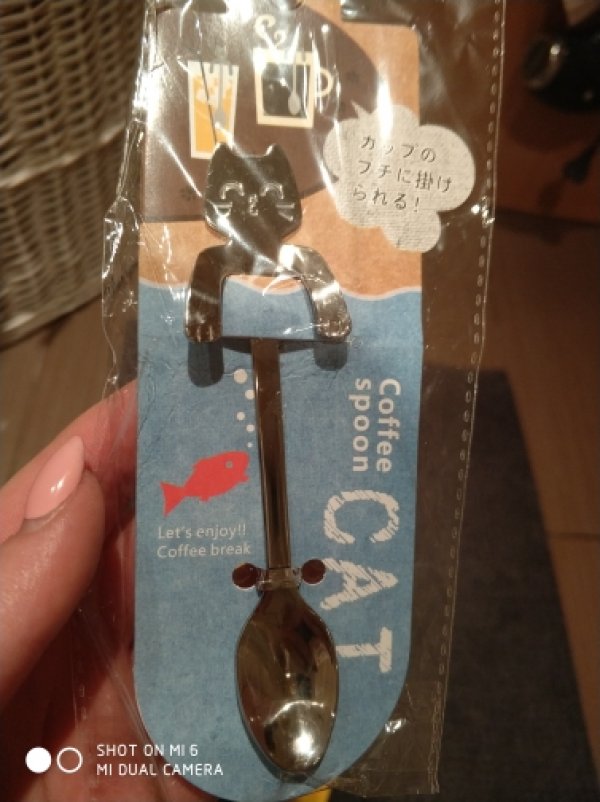 カップの
フチに掛け
られる!
Coffee
spoon
CAT
Let's enjoy!!
Coffee break
SHOT ON MI 6
MI DUAL CAMERA